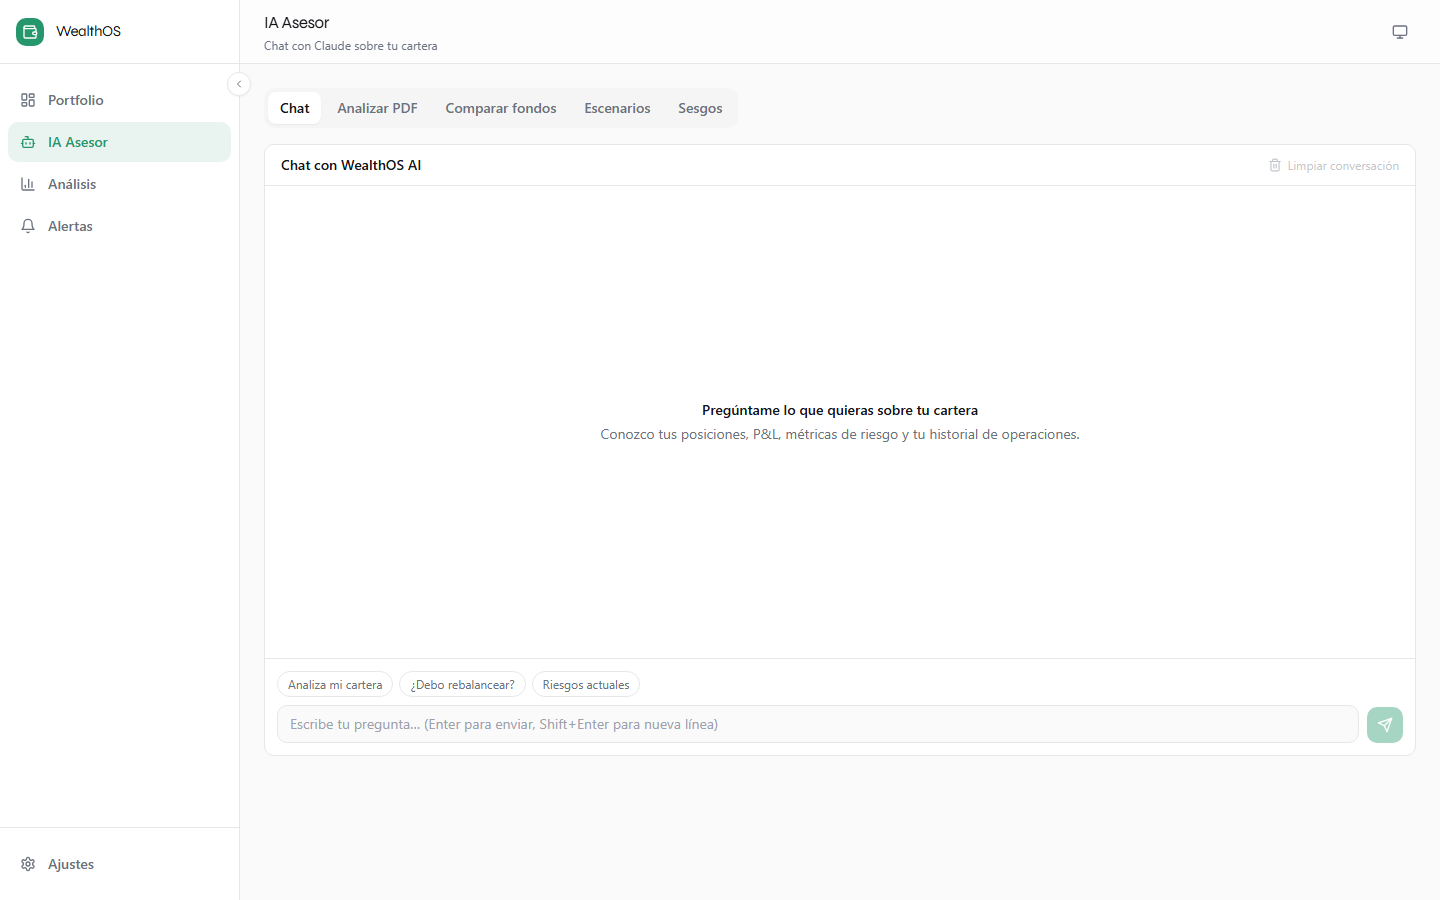 WealthOS
Portfolio
IA Asesor
Análisis
Alertas
Ajustes
IA Asesor
Chat con Claude sobre tu cartera
Chat
Analizar PDF
Comparar fondos
Escenarios
Sesgos
Chat con WealthOS AI
Limpiar conversación
Pregúntame lo que quieras sobre tu cartera
Conozco tus posiciones, P&L, métricas de riesgo y tu historial de operaciones.
Analiza mi cartera
¿Debo rebalancear?
Riesgos actuales
Escribe tu pregunta... (Enter para enviar, Shift+Enter para nueva línea)